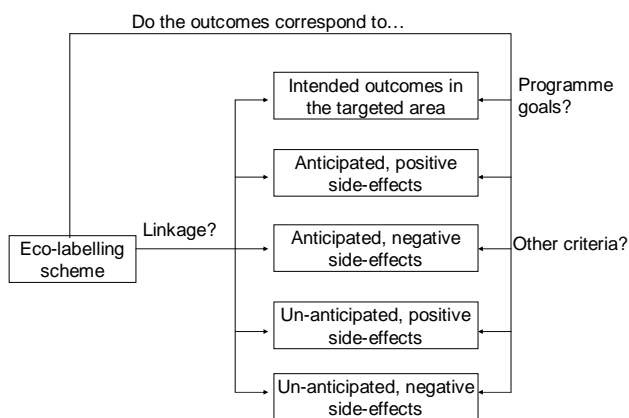 Do the outcomes correspond to…
Intended outcomes in
the targeted area
Programme
goals?
Anticipated, positive
side-effects
Linkage?
Eco-labelling
scheme
Anticipated, negative
side-effects
Other criteria?
Un-anticipated, positive
side-effects
Un-anticipated, negative
side-effects